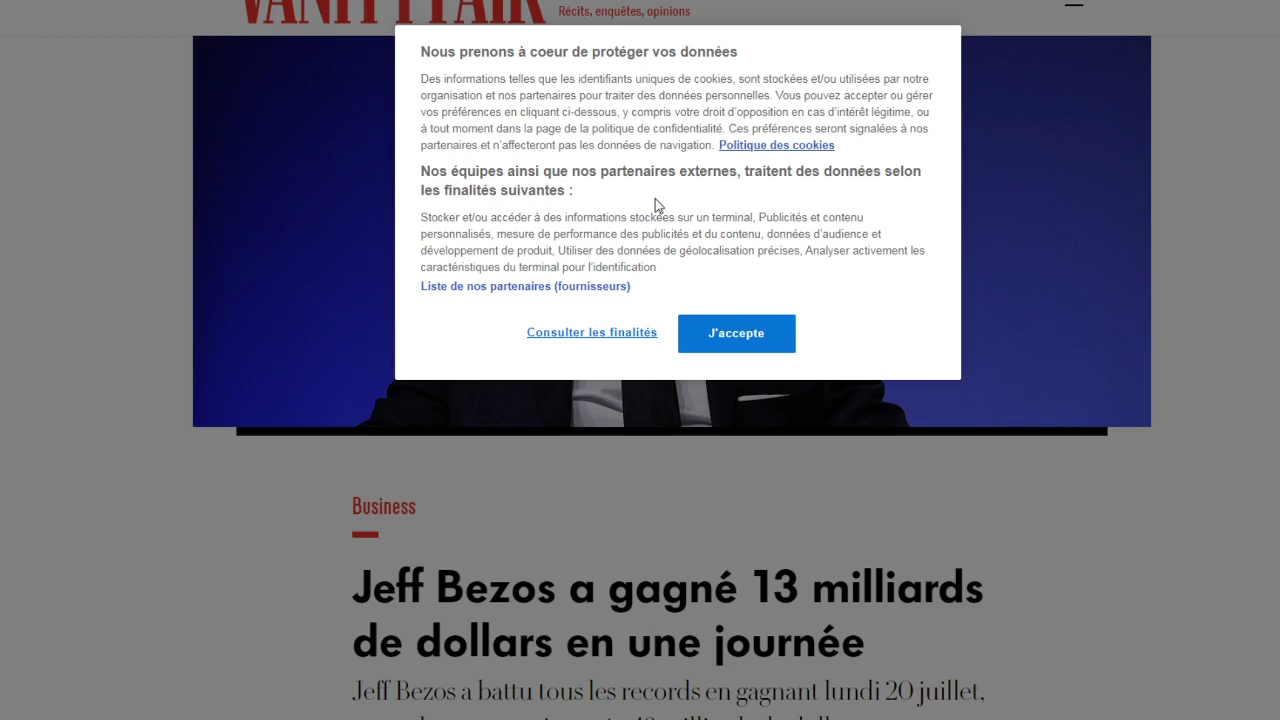 VANITY FAIR
Récits, enquêtes, opinions
Nous prenons à coeur de protéger vos données
Des informations telles que les identifiants uniques de cookies, sont stockées et/ou utilisées par notre
organisation et nos partenaires pour traiter des données personnelles. Vous pouvez accepter ou gérer
vos préférences en cliquant ci-dessous, y compris votre droit d’opposition en cas d’intérêt légitime, ou
à tout moment dans la page de la politique de confidentialité. Ces préférences seront signalées à nos
partenaires et n’affecteront pas les données de navigation. Politique des cookies
Nos équipes ainsi que nos partenaires externes, traitent des données selon
les finalités suivantes :
Stocker et/ou accéder à des informations stockées sur un terminal, Publicités et contenu
personnalisés, mesure de performance des publicités et du contenu, données d’audience et
développement de produit, Utiliser des données de géolocalisation précises, Analyser activement les
caractéristiques du terminal pour l’identification
Liste de nos partenaires (fournisseurs)
Consulter les finalités
J'accepte
Business
Jeff Bezos a gagné 13 milliards
de dollars en une journée
Jeff Bezos a battu tous les records en gagnant lundi 20 juillet,